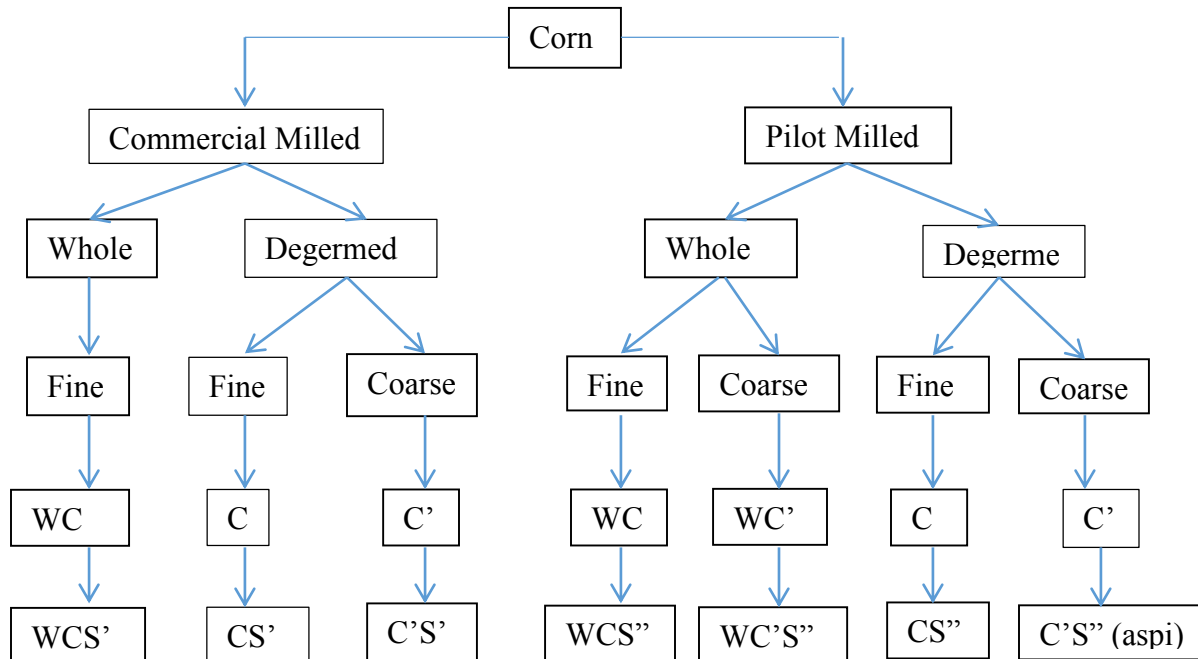 Corn
Commercial Milled
Pilot Milled
Whole
Degermed
Whole
Degerme
Fine
Fine
Coarse
Fine
Coarse
Fine
Coarse
WC
C
C’
WC
WC’
C
C’
WCS’
CS’
C’S’
WCS”
WC’S”
CS”
C’S” (aspi)